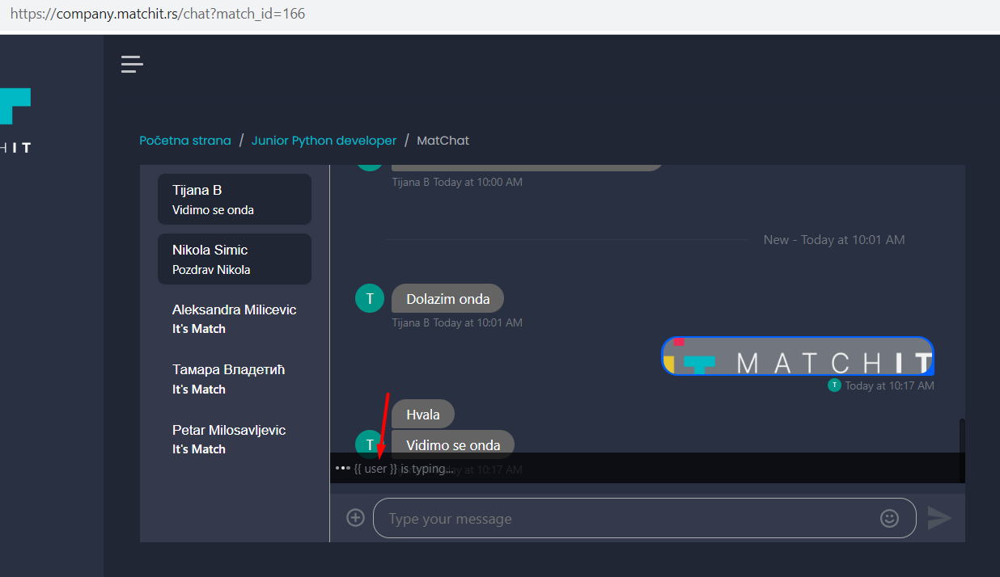 https://company.matchit.rs/chat?match_id=166
HIT
Početna strana / Junior Python developer / MatChat
Tijana B
Vidimo se onda
Nikola Simic
Pozdrav Nikola
Aleksandra Milicevic
It's Match
Тамара Владетић
It's Match
Petar Milosavljevic
It's Match
Tijana B Today at 10:00 AM
New - Today at 10:01 AM
T
Dolazim onda
Tijana B Today at 10:01 AM
MATCHIT
T Today at 10:17 AM
Hvala
T
Vidimo se onda
{{ user }} is typing...
day at 10:17 AM
Type your message